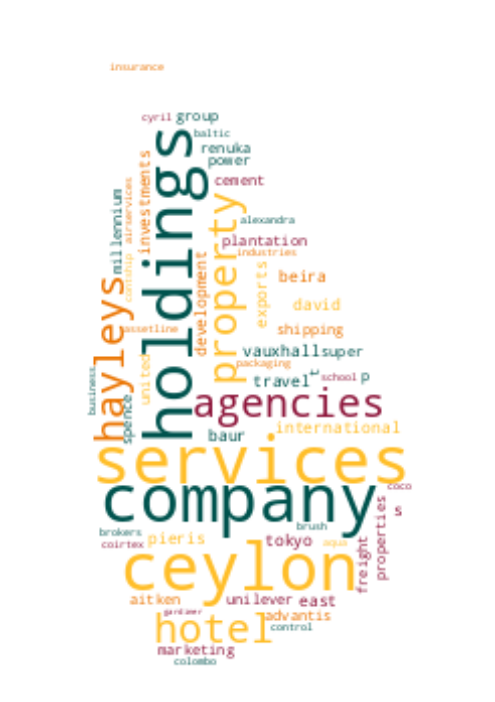 insurance
cyril group
baltic
holdings
renuka
power
cement
investments
airservices
millennium
contship
property
alexandra
plantation
industries
development
exports
beira
david
hayleys
assetline
shipping
vauxhall super
packaging
united
travel t school p
business
spence
agencies
baur
international
services
company
coco
s
brush
brokers
coirtex
pieris
tokyo
aqua
freight
properties
ceylon
aitken
unilever east
gardiner
advantis
hotel
control
marketing
colombo